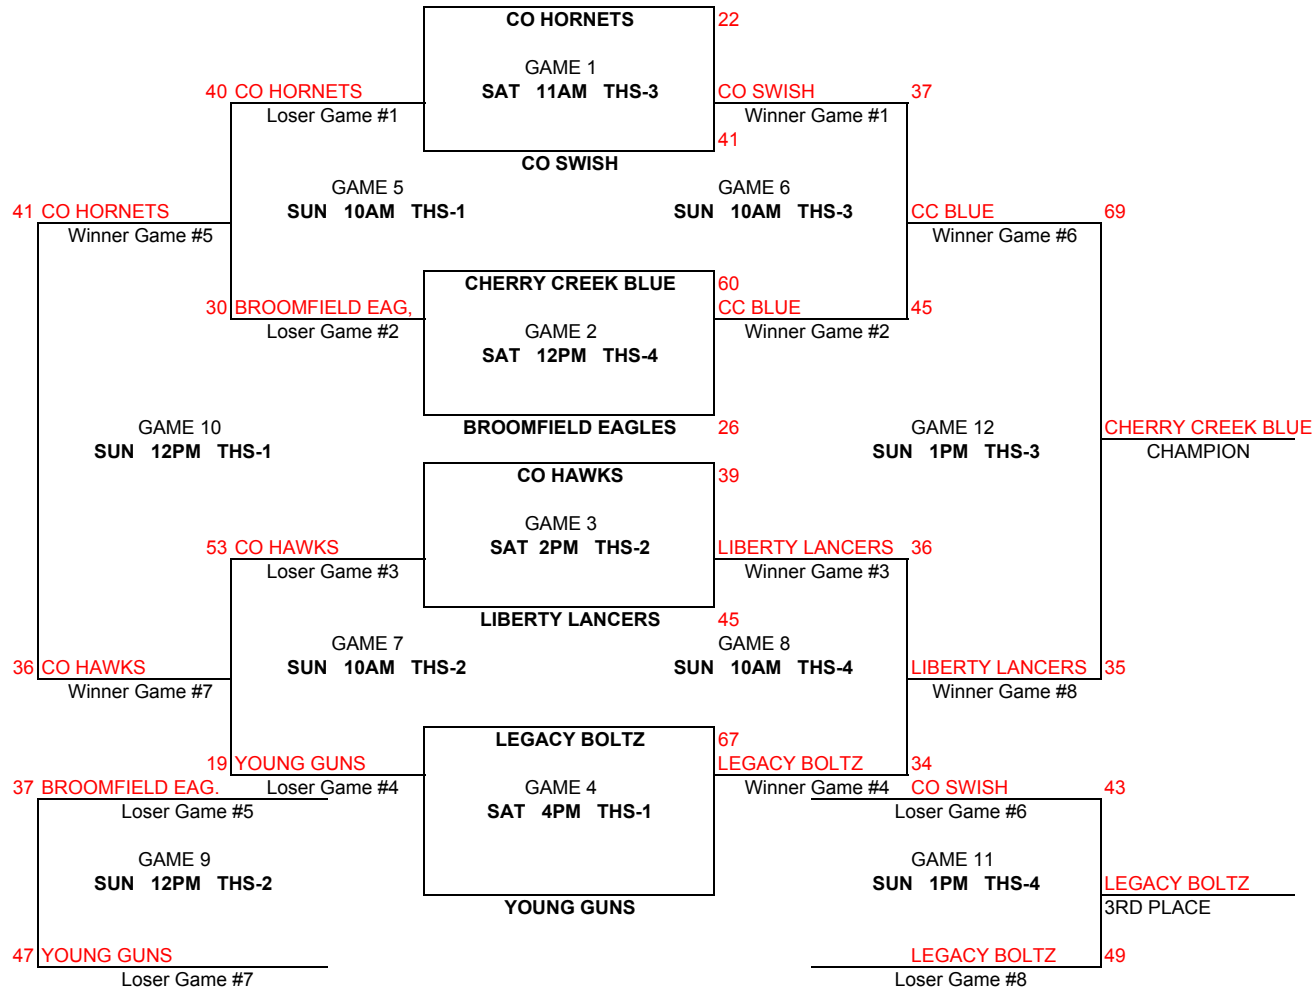 CO HORNETS 22
GAME 1
40 CO HORNETS SAT 11AM THS-3 CO SWISH 37
Loser Game #1 Winner Game #1
41
CO SWISH
GAME 5 GAME 6
41 CO HORNETS SUN 10AM THS-1 SUN 10AM THS-3 CC BLUE 69
Winner Game #5 Winner Game #6
CHERRY CREEK BLUE 60
30 BROOMFIELD EAG, CC BLUE 45
Loser Game #2 GAME 2 Winner Game #2
SAT 12PM THS-4
GAME 10 BROOMFIELD EAGLES 26 GAME 12 CHERRY CREEK BLUE
SUN 12PM THS-1 SUN 1PM THS-3 CHAMPION
CO HAWKS 39
GAME 3
53 CO HAWKS SAT 2PM THS-2 LIBERTY LANCERS 36
Loser Game #3 Winner Game #3
LIBERTY LANCERS 45
GAME 7 GAME 8
36 CO HAWKS SUN 10AM THS-2 SUN 10AM THS-4 LIBERTY LANCERS 35
Winner Game #7 Winner Game #8
LEGACY BOLTZ 67
19 YOUNG GUNS LEGACY BOLTZ 34
37 BROOMFIELD EAG. Loser Game #4 GAME 4 Winner Game #4 CO SWISH 43
Loser Game #5 SAT 4PM THS-1 Loser Game #6
GAME 9 GAME 11
SUN 12PM THS-2 SUN 1PM THS-4 LEGACY BOLTZ
YOUNG GUNS 3RD PLACE
47 YOUNG GUNS LEGACY BOLTZ 49
Loser Game #7 Loser Game #8